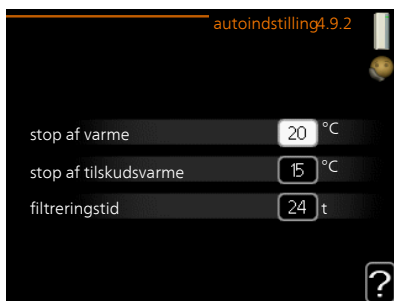 autoindstilling4.9.2
stop af varme 20 °C
stop af tilskudsvarme 15 °C
filtreringstid 24 t
?